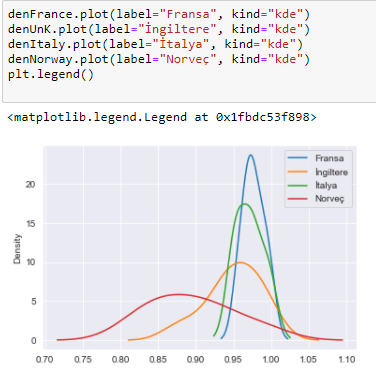 denFrance.plot(label="Fransa", kind="kde")
denUnK.plot(label="İngiltere", kind="kde")
denItaly.plot(label="İtalya", kind="kde")
denNorway.plot(label="Norveç", kind="kde")
plt.legend()
<matplotlib.legend.Legend at 0x1fbdc53f898>
Fransa
İngiltere
İtalya
Norveç
Density
20
15
10
5
0
0.70 0.75 0.80 0.85 0.90 0.95 1.00 1.05 1.10